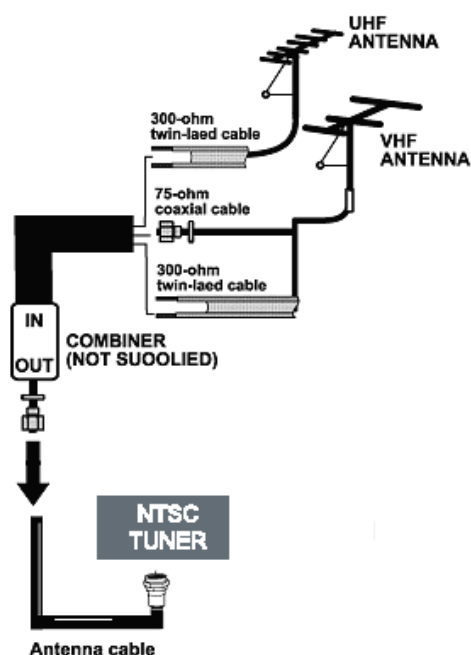 UHF
ANTENNA
VHF
ANTENNA
300-ohm
twin-laed cable
75-ohm
coaxial cable
300-ohm
twin-laed cable
IN
OUT
COMBINER
(NOT SUOOLIED)
NTSC
TUNER
Antenna cable